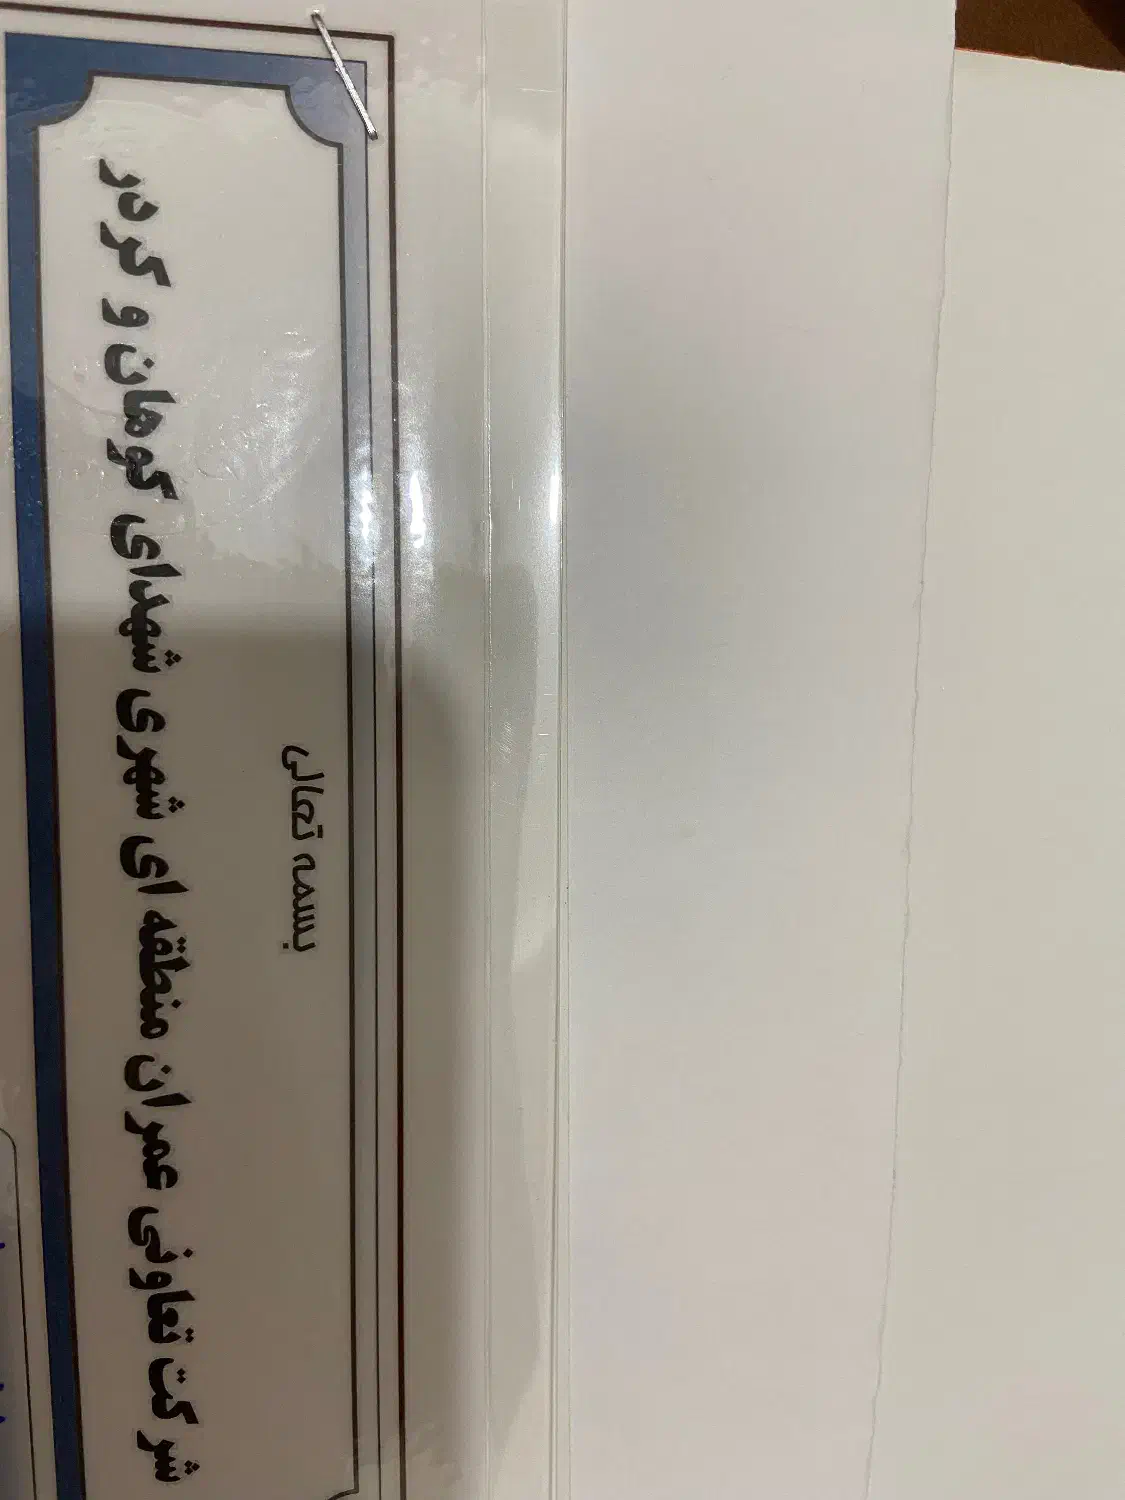 بسمه تعالی
شرکت تعاونی عمران منطقه ای شهری شهدای کوهان و کردر